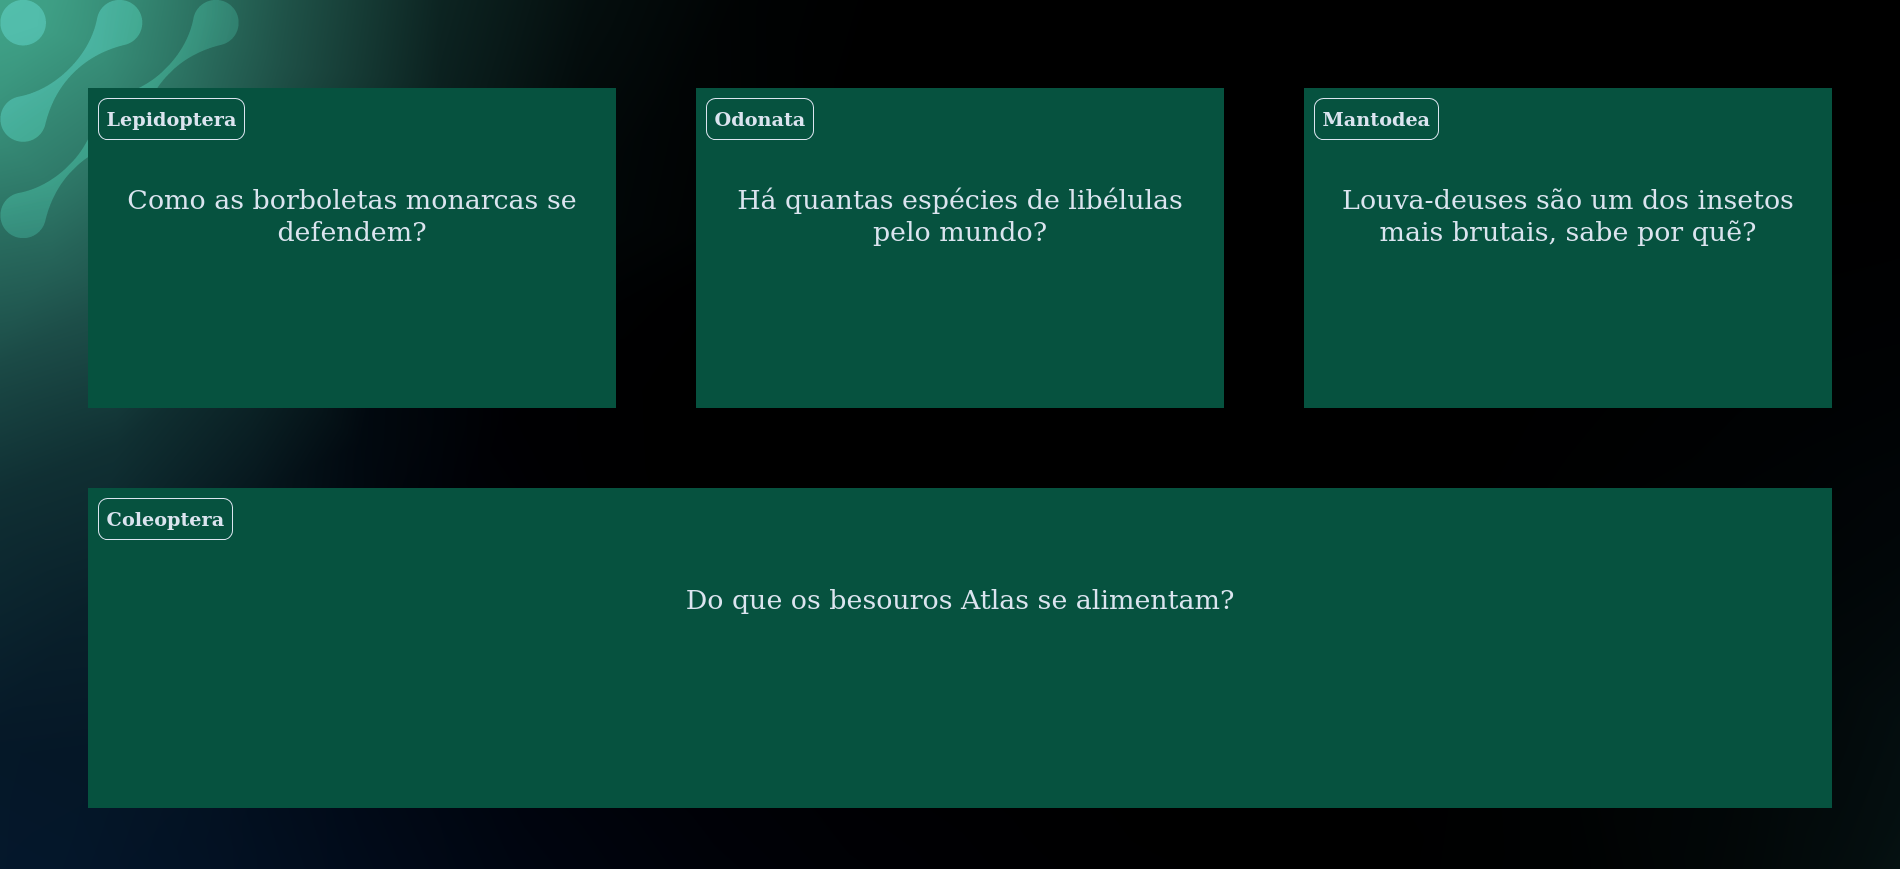 Lepidoptera
Como as borboletas monarcas se
defendem?
Odonata
Há quantas espécies de libélulas
pelo mundo?
Mantodea
Louva-deuses são um dos insetos
mais brutais, sabe por quẽ?
Coleoptera
Do que os besouros Atlas se alimentam?